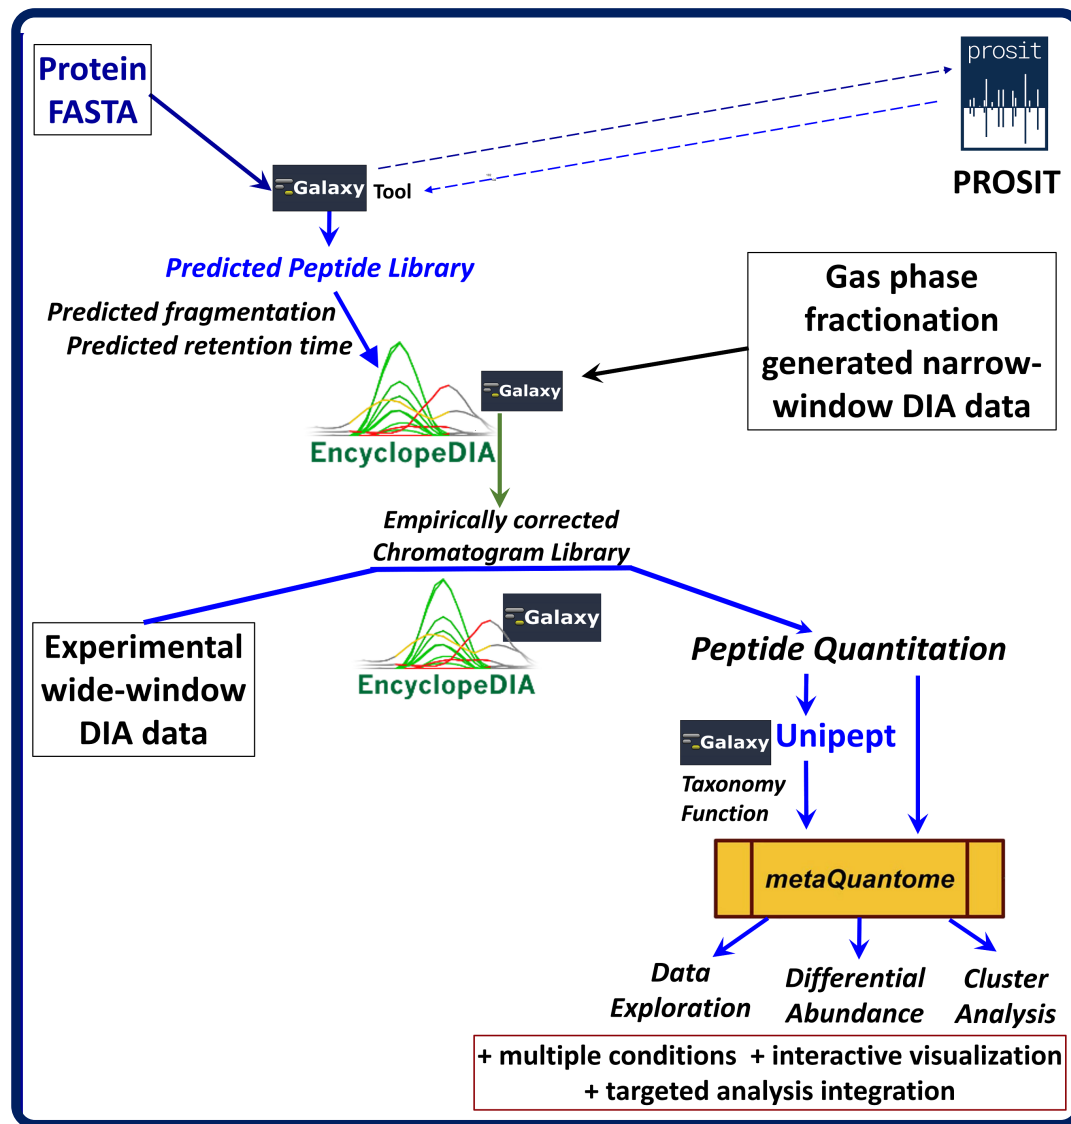 Protein
FASTA
prosit
PROSIT
Galaxy Tool
Predicted Peptide Library
Predicted fragmentation
Predicted retention time
Gas phase
fractionation
generated narrow-
window DIA data
Galaxy
EncyclopeDIA
Empirically corrected
Chromatogram Library
Experimental
wide-window
DIA data
Galaxy
EncyclopeDIA
Peptide Quantitation
Galaxy Unipept
Taxonomy
Function
metaQuantome
Data
Exploration
Differential
Abundance
Cluster
Analysis
+ multiple conditions + interactive visualization
+ targeted analysis integration